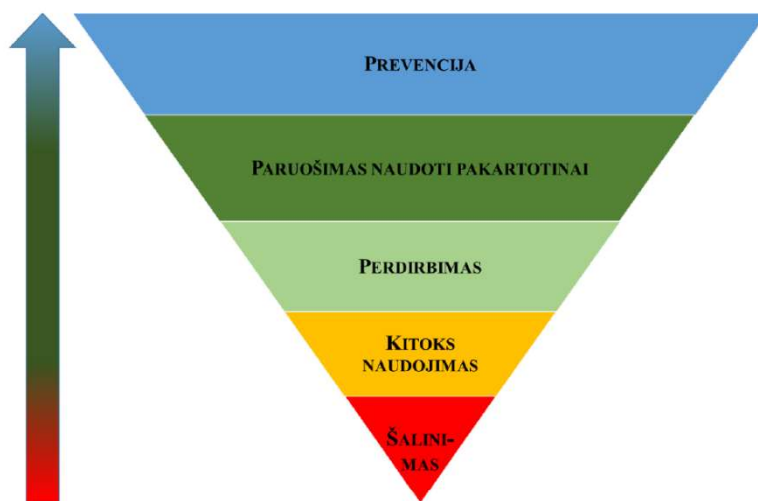 PREVENCIJA
PARUOŠIMAS NAUDOTI PAKARTOTINAI
PERDIRBIMAS
KITOKS
NAUDOJIMAS
ŠALINI-
MAS